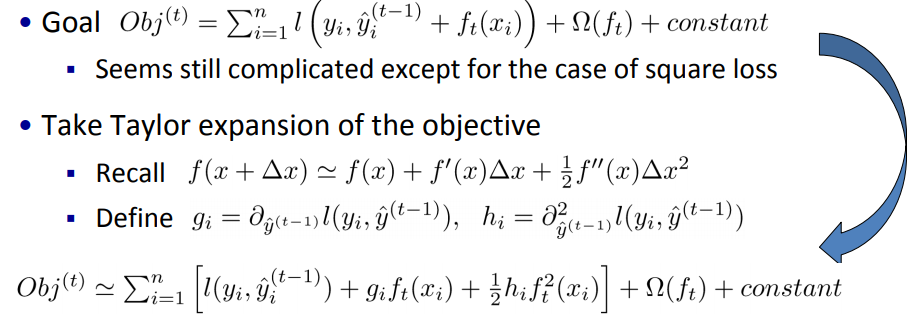 • Goal $Obj^{(t)} = \sum_{i=1}^{n} l\left(y_i, \hat{y}_i^{(t-1)} + f_t(x_i)\right) + \Omega(f_t) + constant$
▪ Seems still complicated except for the case of square loss
• Take Taylor expansion of the objective
▪ Recall $f(x + \Delta x) \simeq f(x) + f'(x)\Delta x + \frac{1}{2} f''(x)\Delta x^2$
▪ Define $g_i = \partial_{\hat{y}^{(t-1)}} l(y_i, \hat{y}^{(t-1)}), \; h_i = \partial^2_{\hat{y}^{(t-1)}} l(y_i, \hat{y}^{(t-1)})$
$Obj^{(t)} \simeq \sum_{i=1}^{n} \left[ l(y_i, \hat{y}_i^{(t-1)}) + g_i f_t(x_i) + \frac{1}{2} h_i f_t^2(x_i) \right] + \Omega(f_t) + constant$